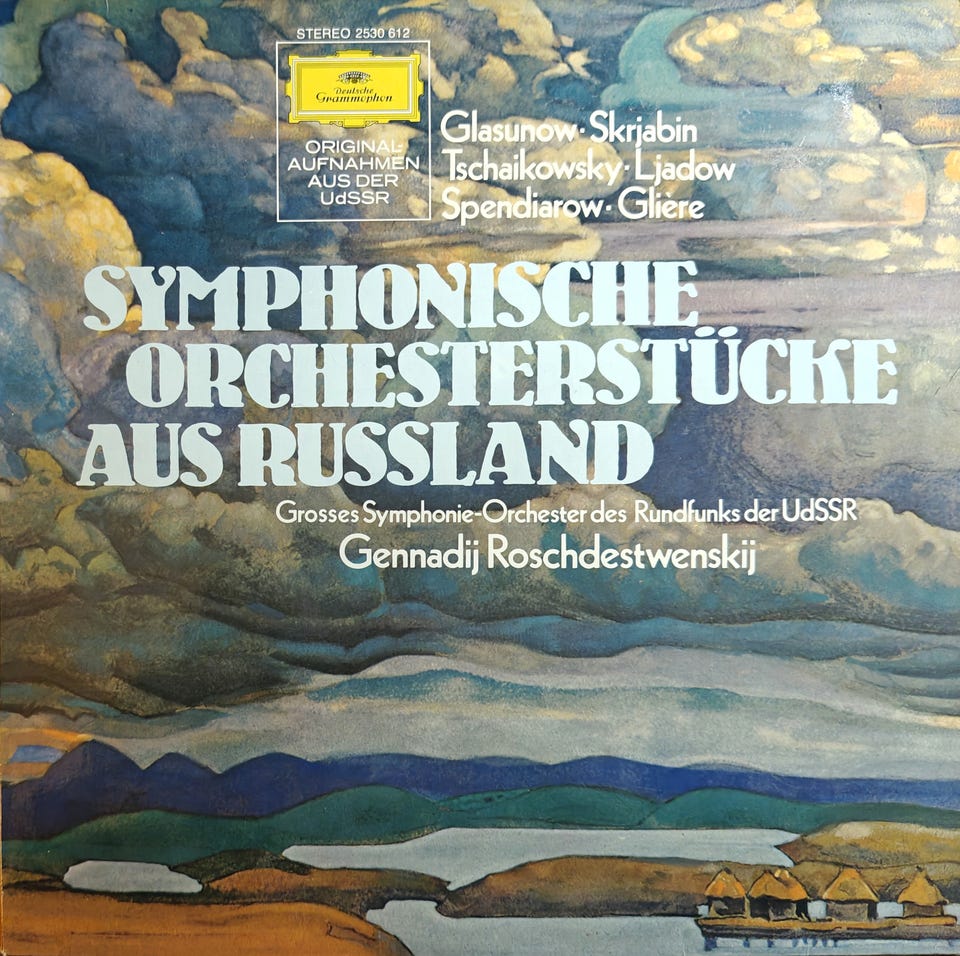 STEREO 2530 612
Deutsche
Grammophon
ORIGINAL-
AUFNAHMEN
AUS DER
UdSSR
Glasunow · Skrjabin
Tschaikowsky · Ljadow
Spendiarow · Glière
SYMPHONISCHE
ORCHESTERSTÜCKE
AUS RUSSLAND
Grosses Symphonie-Orchester des Rundfunks der UdSSR
Gennadij Roschdestwenskij